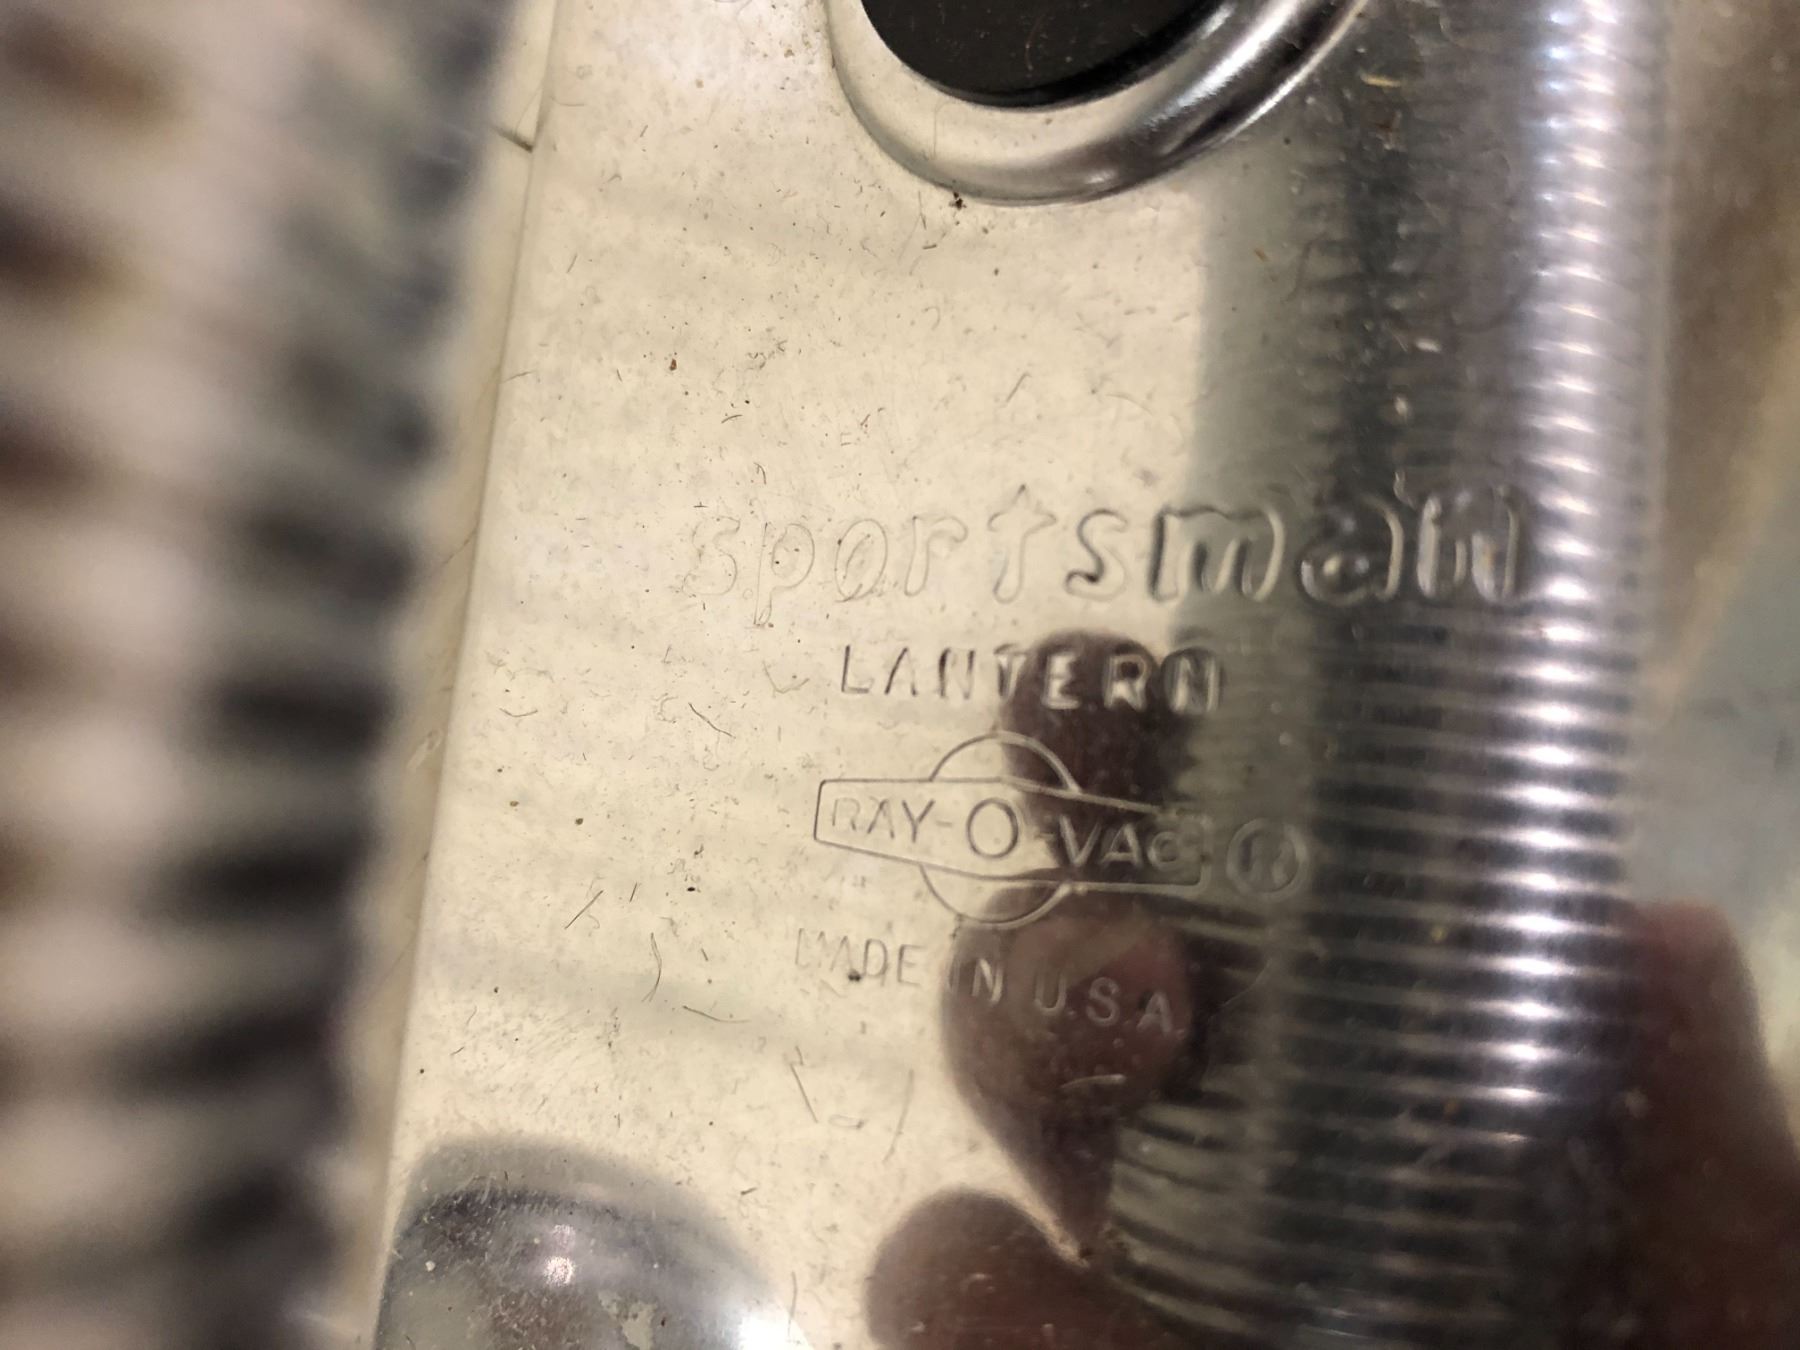 sportsman
LANTERN
RAY-O-VAC ®
MADE IN U.S.A.